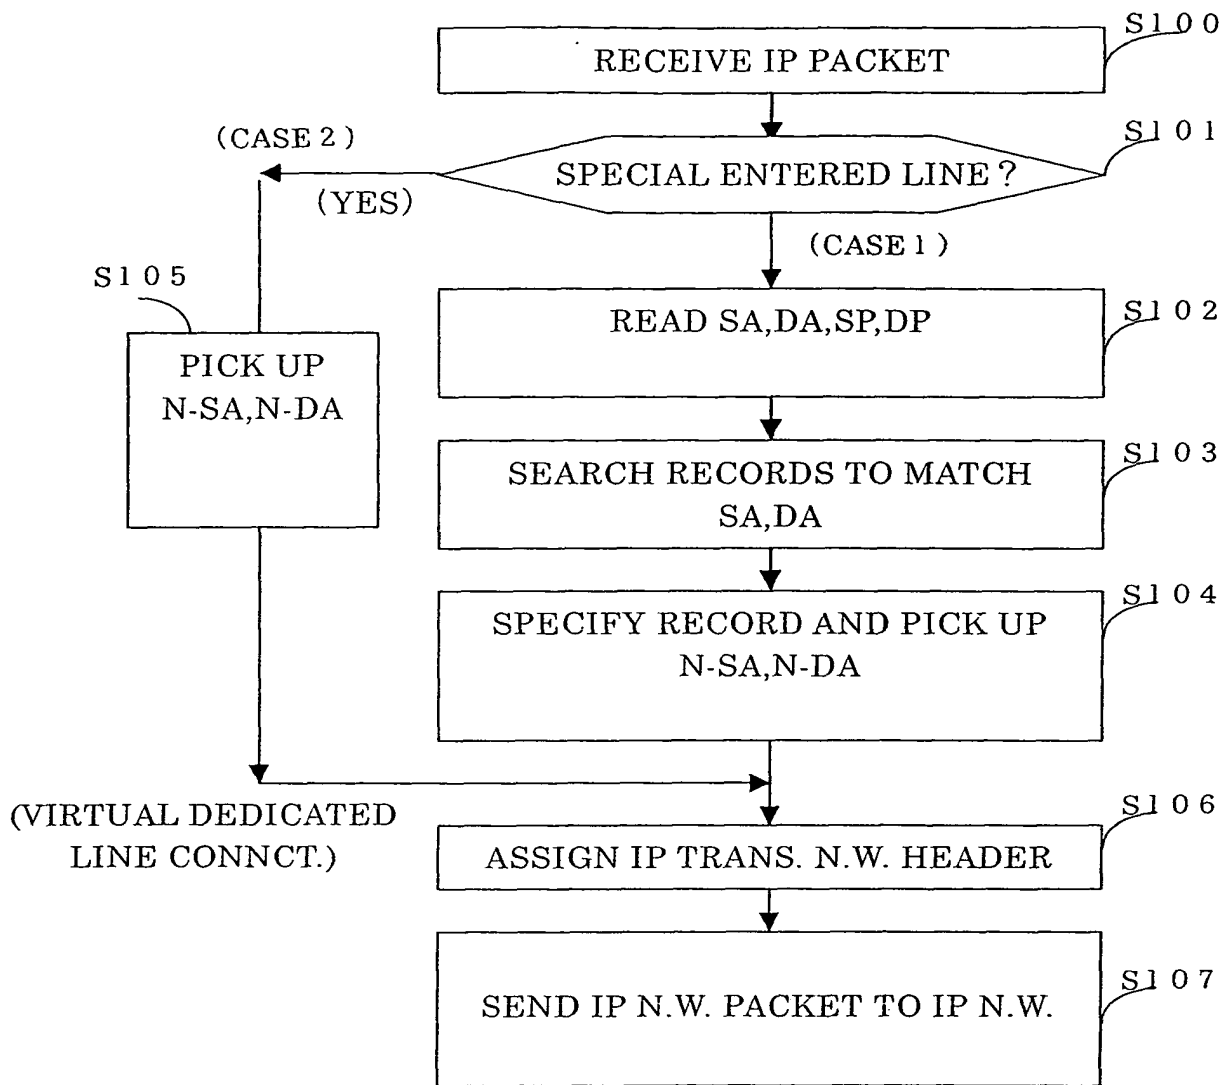 S100
RECEIVE IP PACKET
S101
(CASE 2)
SPECIAL ENTERED LINE?
(YES)
(CASE 1)
S105
S102
READ SA,DA,SP,DP
PICK UP
N-SA,N-DA
S103
SEARCH RECORDS TO MATCH
SA,DA
S104
SPECIFY RECORD AND PICK UP
N-SA,N-DA
(VIRTUAL DEDICATED
LINE CONNCT.)
S106
ASSIGN IP TRANS. N.W. HEADER
S107
SEND IP N.W. PACKET TO IP N.W.